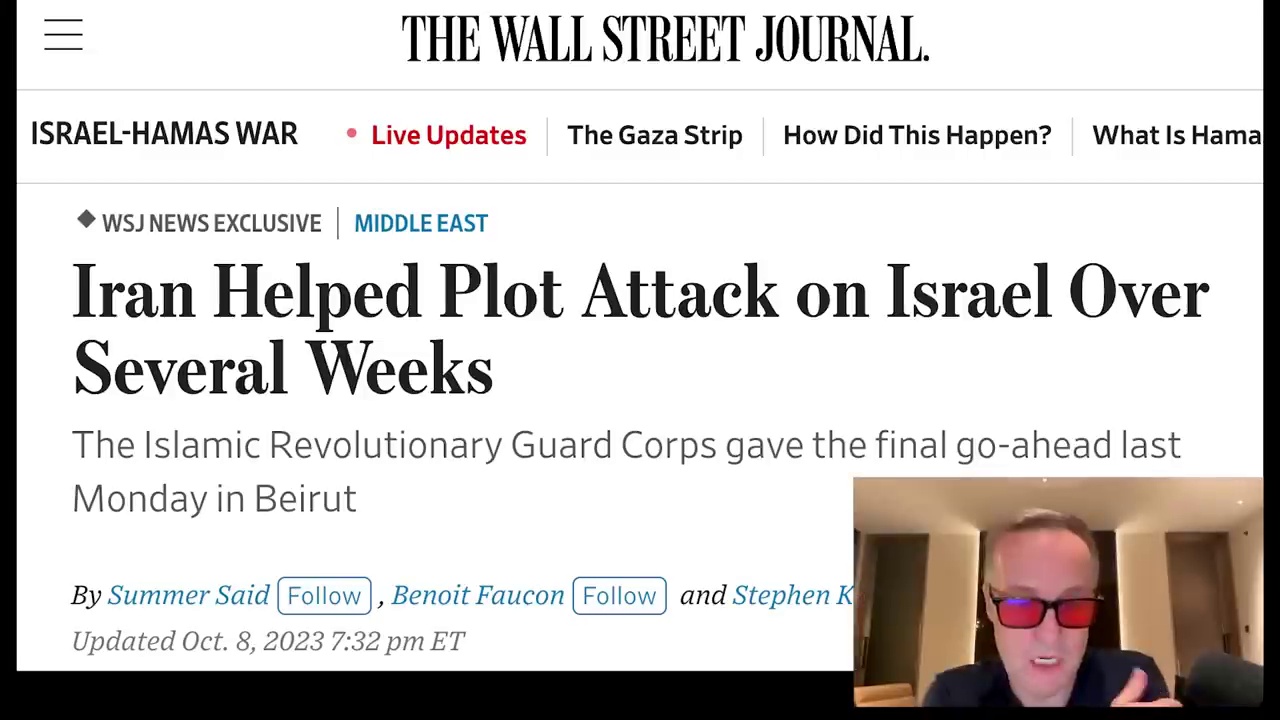 THE WALL STREET JOURNAL.
ISRAEL-HAMAS WAR • Live Updates The Gaza Strip How Did This Happen? What Is Hama
WSJ NEWS EXCLUSIVE MIDDLE EAST
Iran Helped Plot Attack on Israel Over
Several Weeks
The Islamic Revolutionary Guard Corps gave the final go-ahead last
Monday in Beirut
By Summer Said Follow , Benoit Faucon Follow and Stephen K
Updated Oct. 8, 2023 7:32 pm ET